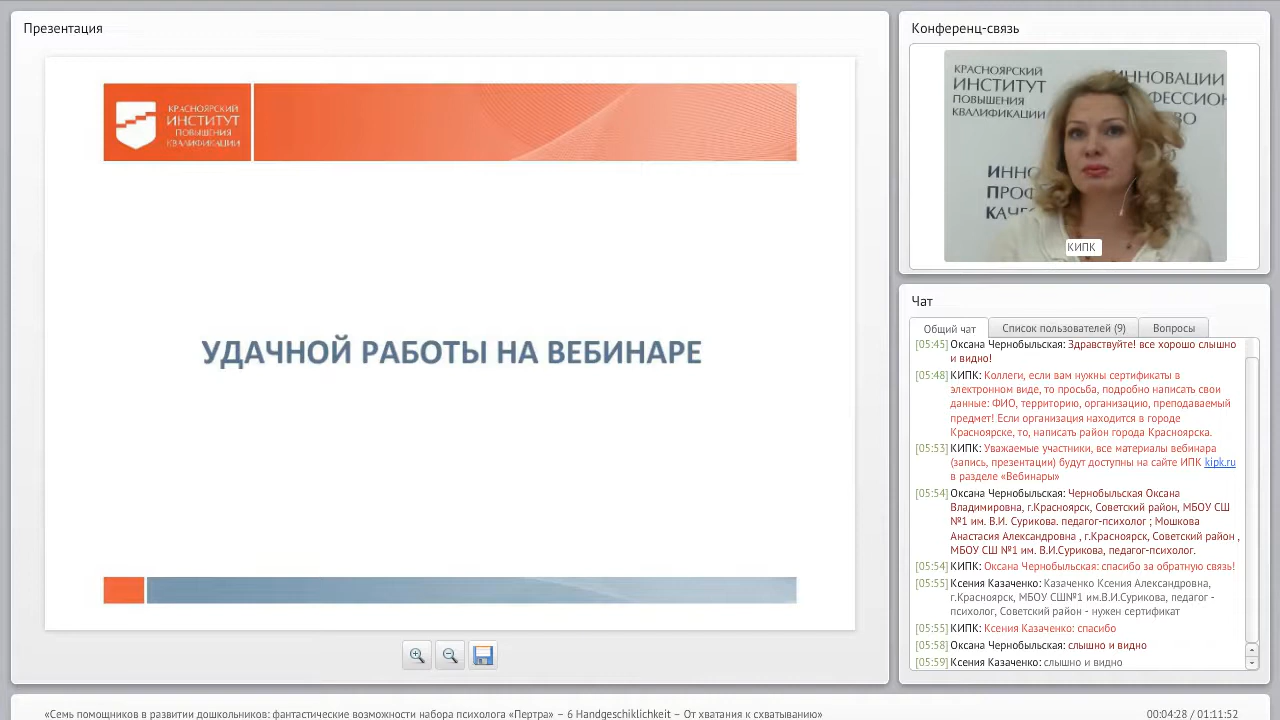 Презентация
КРАСНОЯРСКИЙ
ИНСТИТУТ
ПОВЫШЕНИЯ
КВАЛИФИКАЦИИ
УДАЧНОЙ РАБОТЫ НА ВЕБИНАРЕ
Конференц-связь
КРАСНОЯРСКИЙ
ИНСТИТУТ
ПОВЫШЕНИЯ
КВАЛИФИКАЦИИ
КИПК
Чат
Общий чат
Список пользователей (9)
Вопросы
[05:45] Оксана Чернобыльская: Здравствуйте! все хорошо слышно
и видно!
[05:48] КИПК: Коллеги, если вам нужны сертификаты в
электронном виде, то просьба, подробно написать свои
данные: ФИО, территорию, организацию, преподаваемый
предмет! Если организация находится в городе
Красноярске, то, написать район города Красноярска.
[05:53] КИПК: Уважаемые участники, все материалы вебинара
(запись, презентации) будут доступны на сайте ИПК kipk.ru
в разделе «Вебинары»
[05:54] Оксана Чернобыльская: Чернобыльская Оксана
Владимировна, г.Красноярск, Советский район, МБОУ СШ
№1 им. В.И. Сурикова. педагог-психолог ; Мошкова
Анастасия Александровна , г.Красноярск, Советский район ,
МБОУ СШ №1 им. В.И.Сурикова, педагог-психолог.
[05:54] КИПК: Оксана Чернобыльская: спасибо за обратную связь!
[05:55] Ксения Казаченко: Казаченко Ксения Александровна,
г.Красноярск, МБОУ СШ№1 им.В.И.Сурикова, педагог -
психолог, Советский район - нужен сертификат
[05:55] КИПК: Ксения Казаченко: спасибо
[05:58] Оксана Чернобыльская: слышно и видно
[05:59] Ксения Казаченко: слышно и видно
«Семь помощников в развитии дошкольников: фантастические возможности набора психолога «Пертра» – 6 Handgeschiklichkeit – От хватания к схватыванию»
00:04:28 / 01:11:52